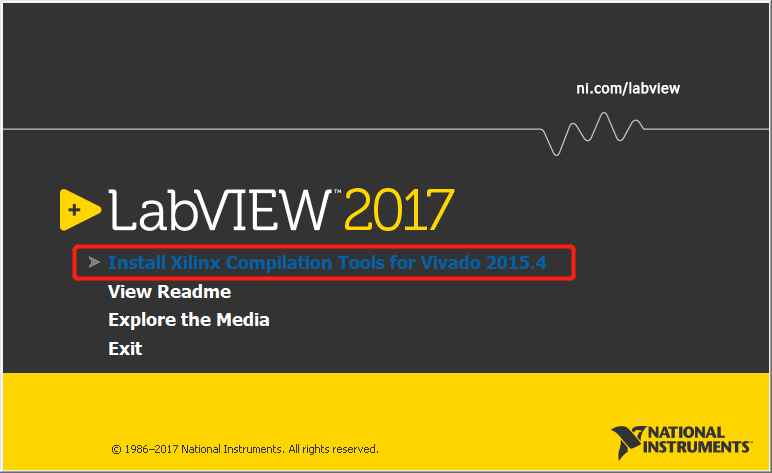 ni.com/labview
LabVIEW™ 2017
Install Xilinx Compilation Tools for Vivado 2015.4
View Readme
Explore the Media
Exit
© 1986–2017 National Instruments. All rights reserved.
NATIONAL
INSTRUMENTS™